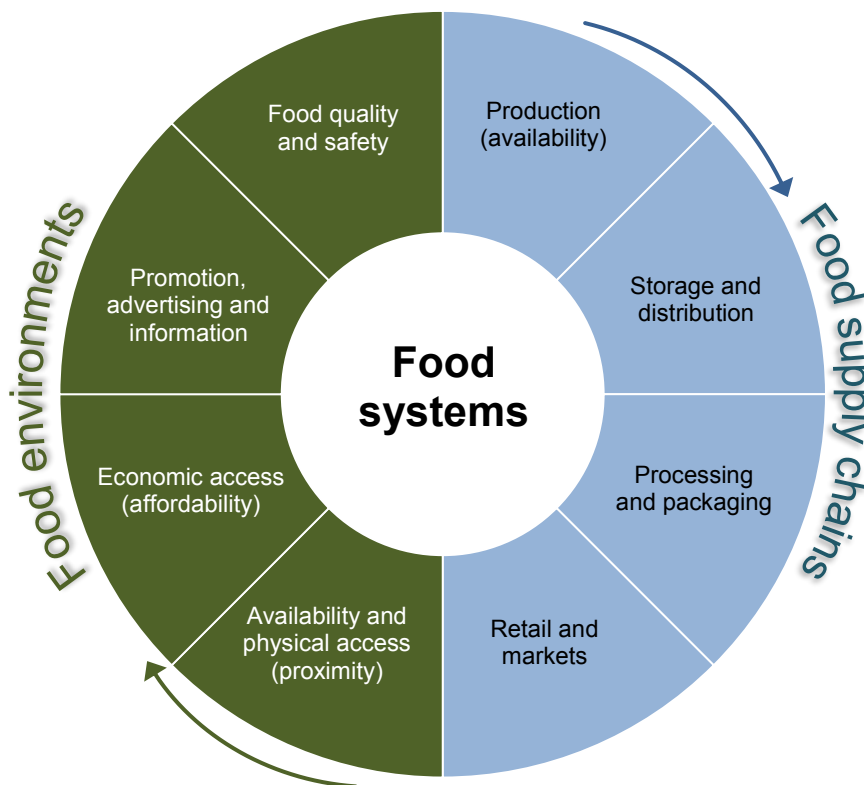 Food
systems
Production
(availability)
Storage and
distribution
Processing
and packaging
Retail and
markets
Availability and
physical access
(proximity)
Economic access
(affordability)
Promotion,
advertising and
information
Food quality
and safety
Food supply chains
Food environments